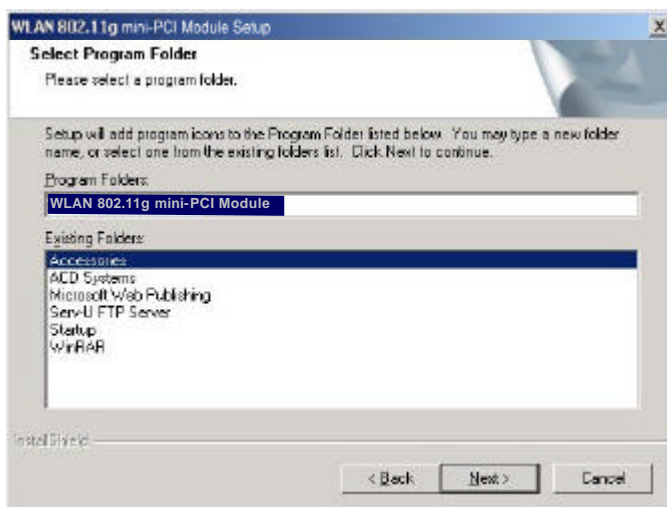 WLAN 802.11g mini-PCI Module Setup
Select Program Folder
Please select a program folder.
Setup will add program icons to the Program Folder listed below. You may type a new folder
name, or select one from the existing folders list. Click Next to continue.
Program Folders:
WLAN 802.11g mini-PCI Module
Existing Folders:
Accessories
ACD Systems
Microsoft Web Publishing
Serv-U FTP Server
Startup
WinRAR
InstallShield
< Back
Next >
Cancel